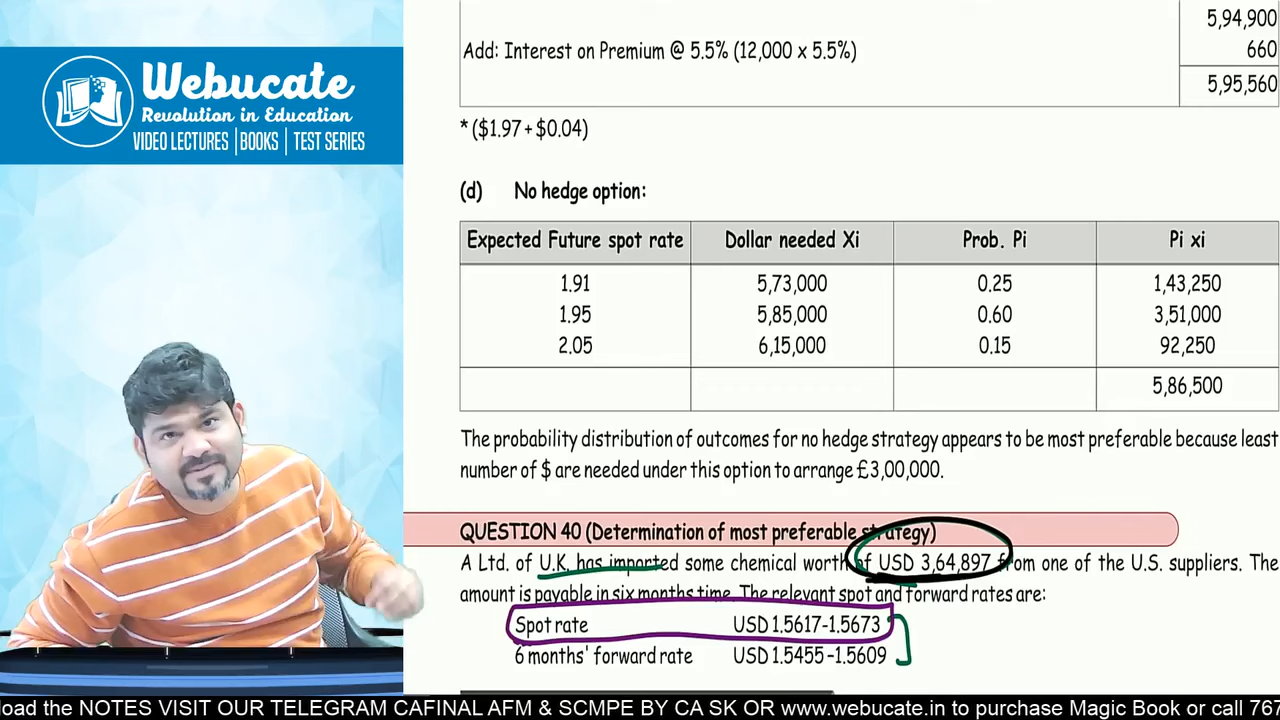 Webucate
Revolution in Education
VIDEO LECTURES | BOOKS | TEST SERIES
5,94,900
Add: Interest on Premium @ 5.5% (12,000 x 5.5%) 660
5,95,560
* ($1.97 + $0.04)
(d) No hedge option:
Expected Future spot rate Dollar needed Xi Prob. Pi Pi xi
1.91 5,73,000 0.25 1,43,250
1.95 5,85,000 0.60 3,51,000
2.05 6,15,000 0.15 92,250
5,86,500
The probability distribution of outcomes for no hedge strategy appears to be most preferable because least
number of $ are needed under this option to arrange £3,00,000.
QUESTION 40 (Determination of most preferable strategy)
A Ltd. of U.K. has imported some chemical worth of USD 3,64,897 from one of the U.S. suppliers. The
amount is payable in six months time. The relevant spot and forward rates are:
Spot rate USD 1.5617-1.5673
6 months' forward rate USD 1.5455 -1.5609
load the NOTES VISIT OUR TELEGRAM CAFINAL AFM & SCMPE BY CA SK OR www.webucate.in to purchase Magic Book or call 767